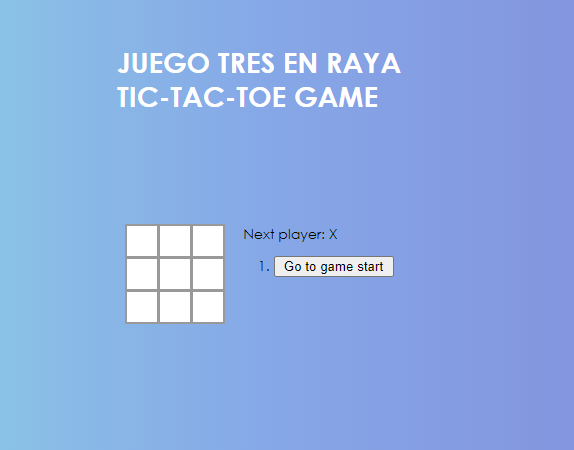 JUEGO TRES EN RAYA
TIC-TAC-TOE GAME
Next player: X
1. Go to game start